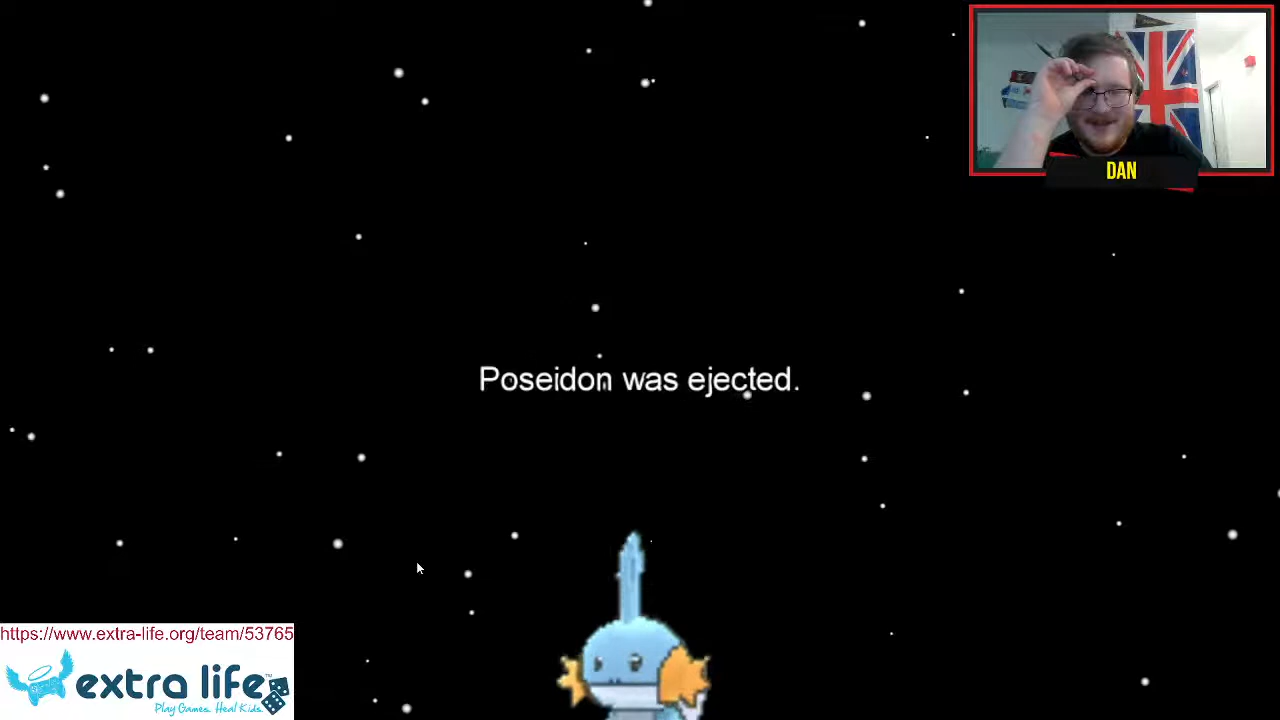 DAN
Poseidon was ejected.
https://www.extra-life.org/team/53765
extra life
Play Games. Heal Kids.